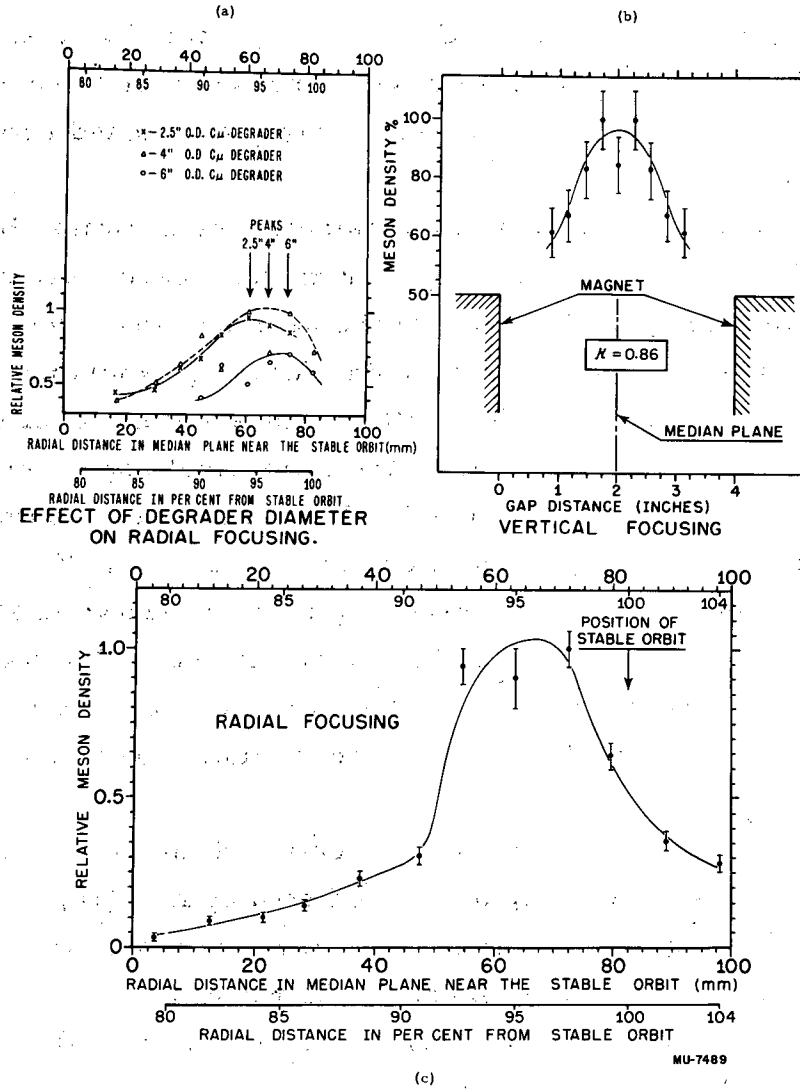 (a)
(b)
0 20 40 60 80 100
80 85 90 95 100
×-2.5" O.D. Cμ DEGRADER
△-4" O.D Cμ DEGRADER
○-6" O.D. Cμ DEGRADER
PEAKS
2.5" 4" 6"
RELATIVE MESON DENSITY
1
0.5
0 20 40 60 80 100
RADIAL DISTANCE IN MEDIAN PLANE NEAR THE STABLE ORBIT(mm)
80 85 90 95 100
RADIAL DISTANCE IN PER CENT FROM STABLE ORBIT
EFFECT OF DEGRADER DIAMETER
ON RADIAL FOCUSING.
MESON DENSITY %
100
80
60
50
MAGNET
K=0.86
MEDIAN PLANE
0 1 2 3 4
GAP DISTANCE (INCHES)
VERTICAL FOCUSING
0 20 40 60 80 100
80 85 90 95 100 104
POSITION OF
STABLE ORBIT
RADIAL FOCUSING
RELATIVE MESON DENSITY
1.0
0.5
0
0 20 40 60 80 100
RADIAL DISTANCE IN MEDIAN PLANE NEAR THE STABLE ORBIT (mm)
80 85 90 95 100 104
RADIAL DISTANCE IN PER CENT FROM STABLE ORBIT
MU-7489
(c)